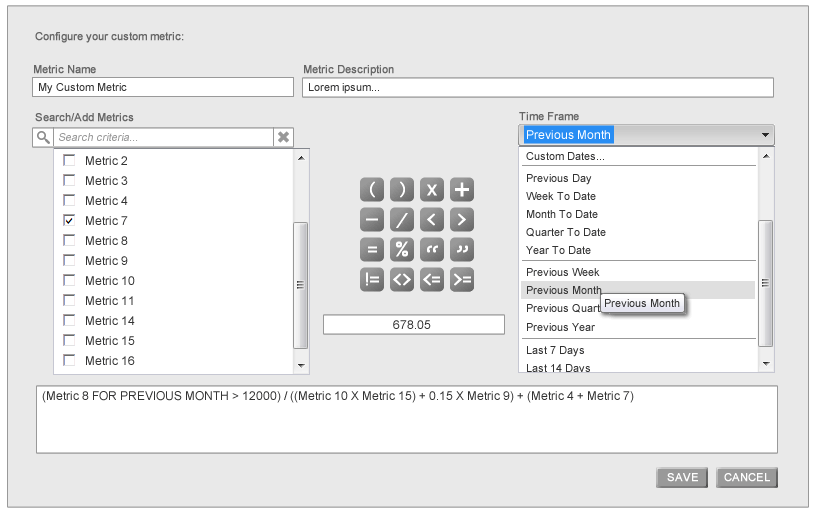 Configure your custom metric:
Metric Name
My Custom Metric
Metric Description
Lorem ipsum...
Search/Add Metrics
Search criteria...
Metric 2
Metric 3
Metric 4
Metric 7
Metric 8
Metric 9
Metric 10
Metric 11
Metric 14
Metric 15
Metric 16
( ) x +
– / < >
= % “ ”
!= <> <= >=
678.05
Time Frame
Previous Month
Custom Dates...
Previous Day
Week To Date
Month To Date
Quarter To Date
Year To Date
Previous Week
Previous Month
Previous Quart
Previous Month
Previous Year
Last 7 Days
Last 14 Days
(Metric 8 FOR PREVIOUS MONTH > 12000) / ((Metric 10 X Metric 15) + 0.15 X Metric 9) + (Metric 4 + Metric 7)
SAVE
CANCEL